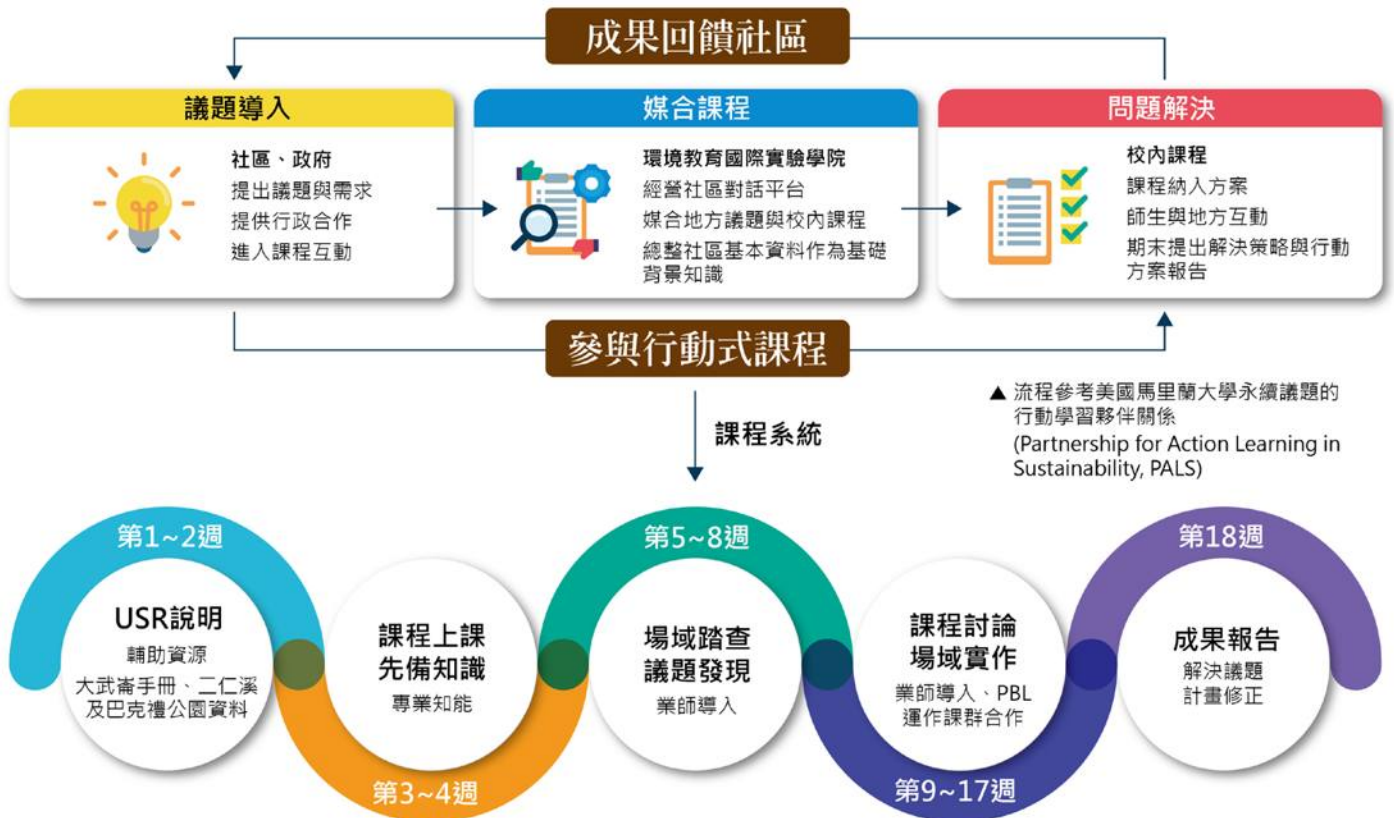 成果回饋社區
議題導入
社區、政府
提出議題與需求
提供行政合作
進入課程互動
媒合課程
環境教育國際實驗學院
經營社區對話平台
媒合地方議題與校內課程
總整社區基本資料作為基礎
背景知識
問題解決
校內課程
課程納入方案
師生與地方互動
期末提出解決策略與行動
方案報告
參與行動式課程
▲ 流程參考美國馬里蘭大學永續議題的
行動學習夥伴關係
(Partnership for Action Learning in
Sustainability, PALS)
課程系統
第1~2週
USR說明
輔助資源
大武崙手冊、二仁溪
及巴克禮公園資料
課程上課
先備知識
專業知能
第3~4週
第5~8週
場域踏查
議題發現
業師導入
課程討論
場域實作
業師導入、PBL
運作課群合作
第9~17週
第18週
成果報告
解決議題
計畫修正